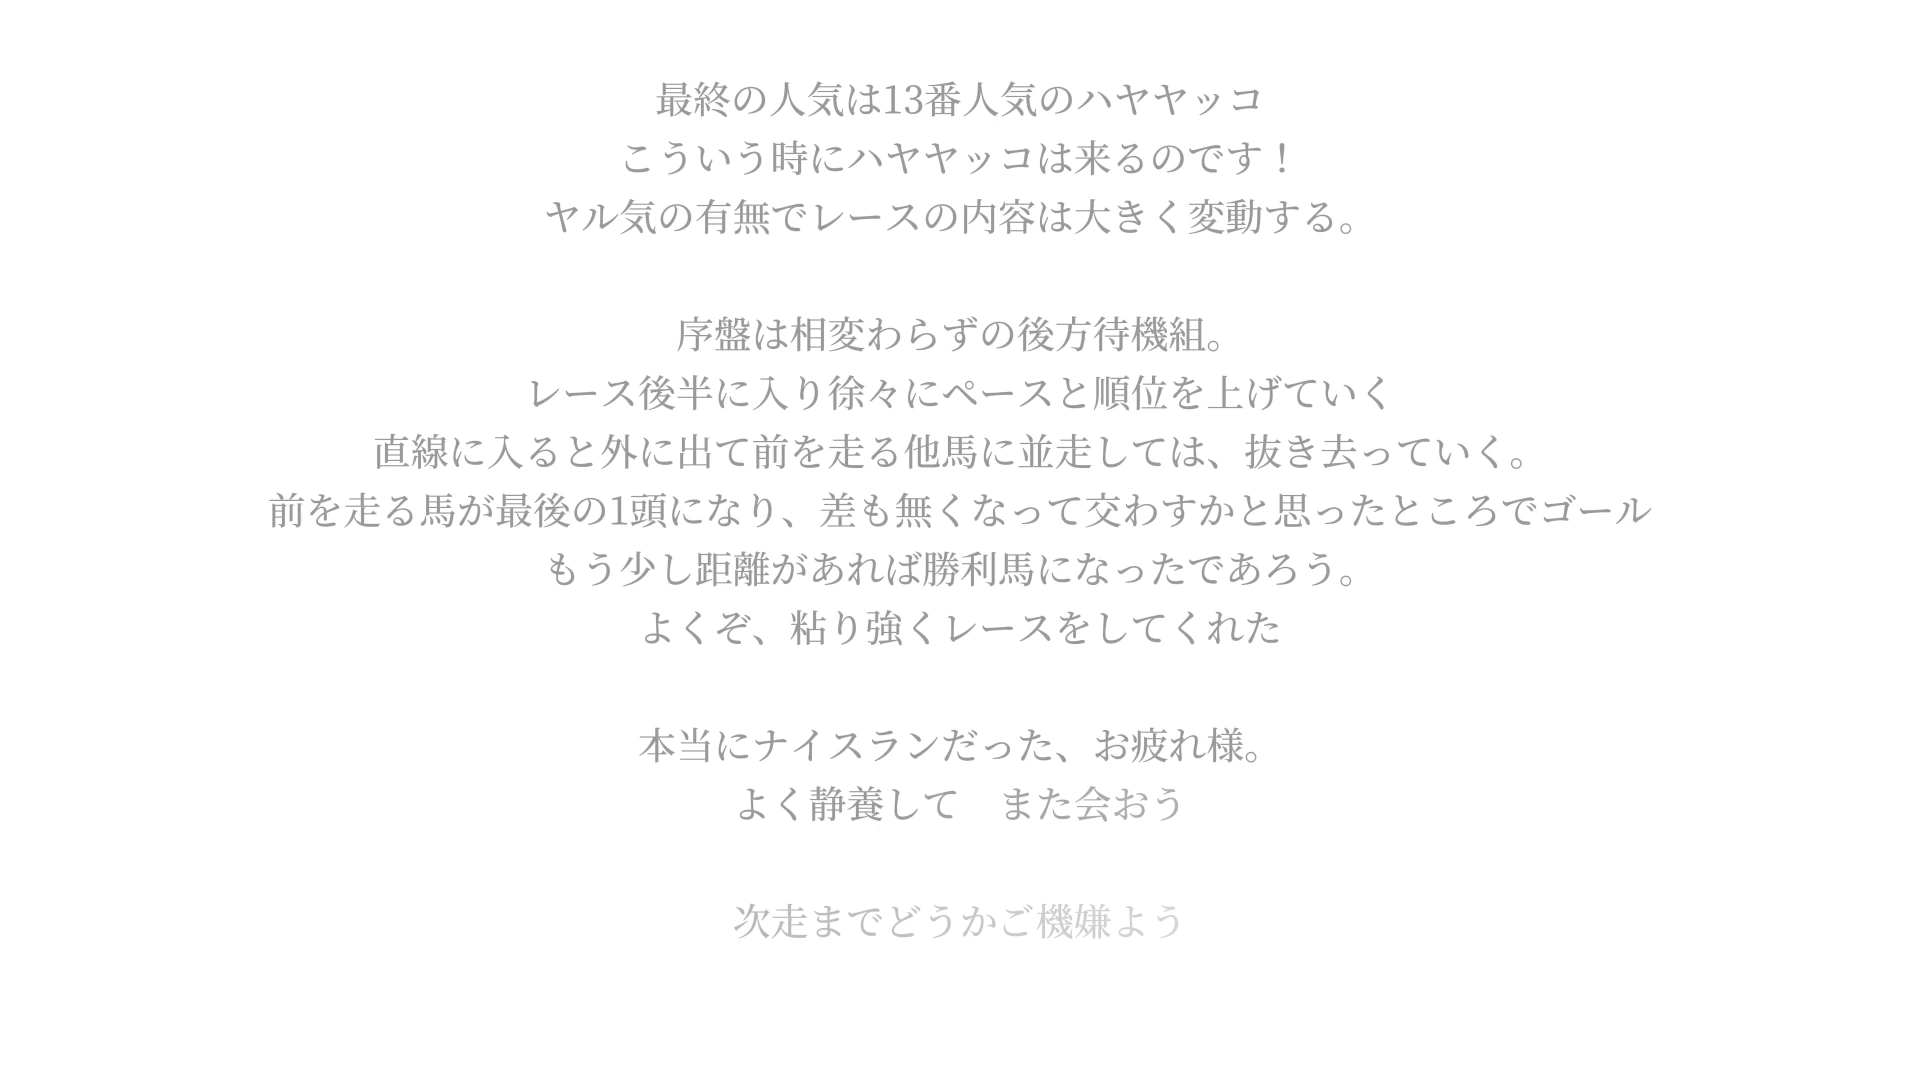 最終の人気は13番人気のハヤヤッコ
こういう時にハヤヤッコは来るのです！
ヤル気の有無でレースの内容は大きく変動する。
序盤は相変わらずの後方待機組。
レース後半に入り徐々にペースと順位を上げていく
直線に入ると外に出て前を走る他馬に並走しては、抜き去っていく。
前を走る馬が最後の1頭になり、差も無くなって交わすかと思ったところでゴール
もう少し距離があれば勝利馬になったであろう。
よくぞ、粘り強くレースをしてくれた
本当にナイスランだった、お疲れ様。
よく静養して　また会おう
次走までどうかご機嫌よう